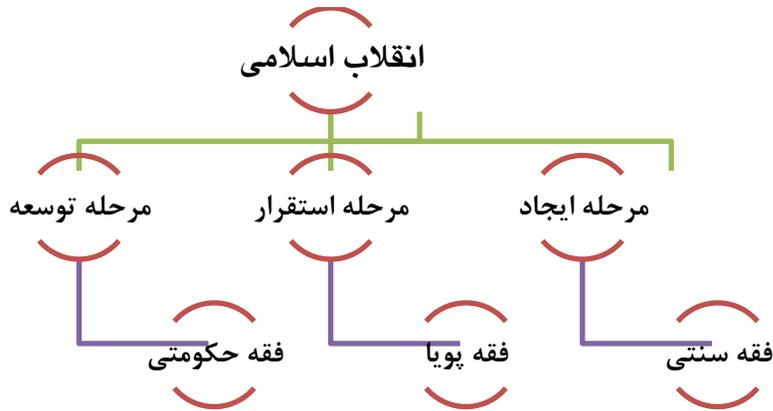 انقلاب اسلامی
مرحله ایجاد
مرحله استقرار
مرحله توسعه
فقه سنتی
فقه پویا
فقه حکومتی